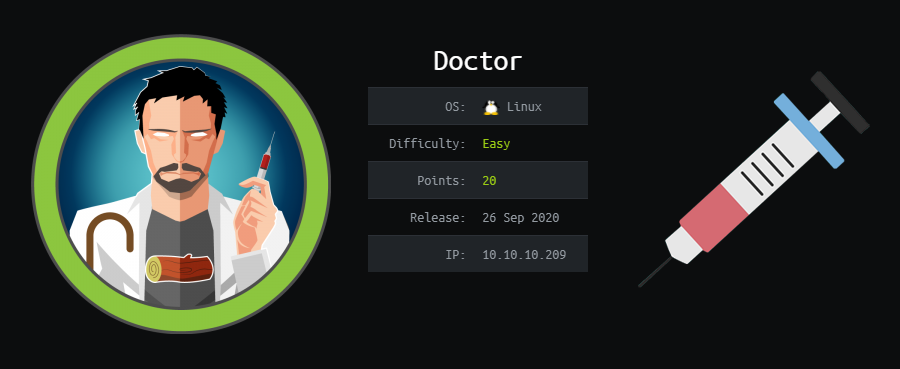 Doctor
OS: Linux
Difficulty: Easy
Points: 20
Release: 26 Sep 2020
IP: 10.10.10.209